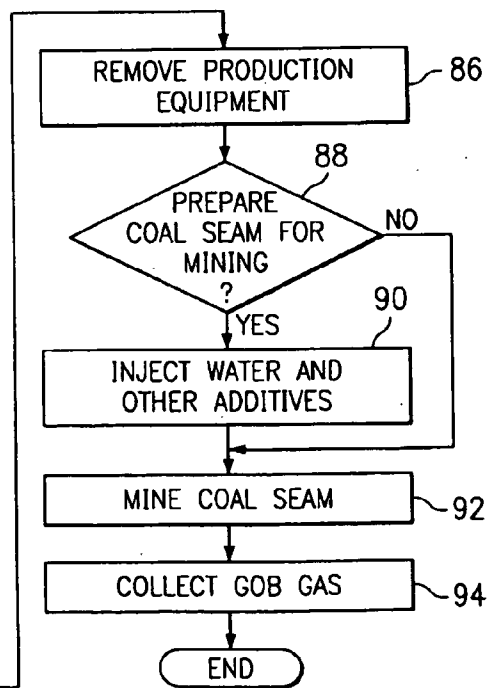 REMOVE PRODUCTION
EQUIPMENT
86
88
PREPARE
COAL SEAM FOR
MINING
?
NO
YES
90
INJECT WATER AND
OTHER ADDITIVES
MINE COAL SEAM
92
COLLECT GOB GAS
94
END